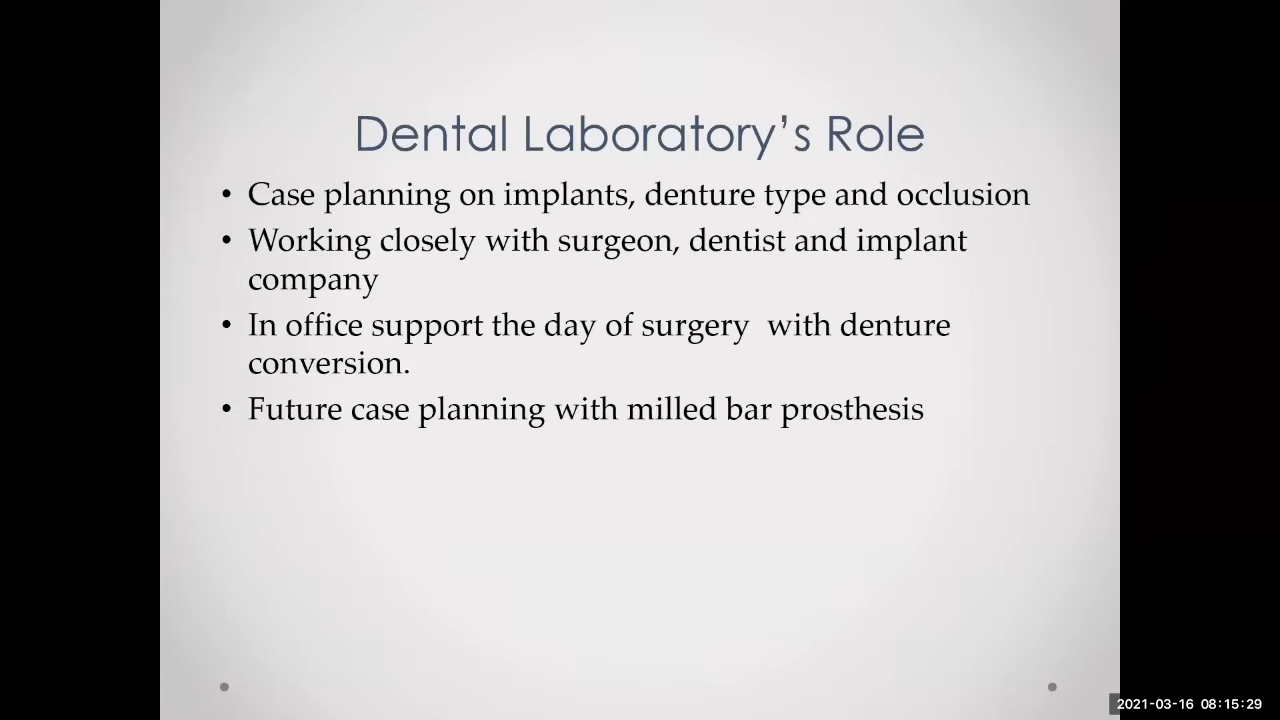 Dental Laboratory’s Role
• Case planning on implants, denture type and occlusion
• Working closely with surgeon, dentist and implant
company
• In office support the day of surgery  with denture
conversion.
• Future case planning with milled bar prosthesis
2021-03-16 08:15:29